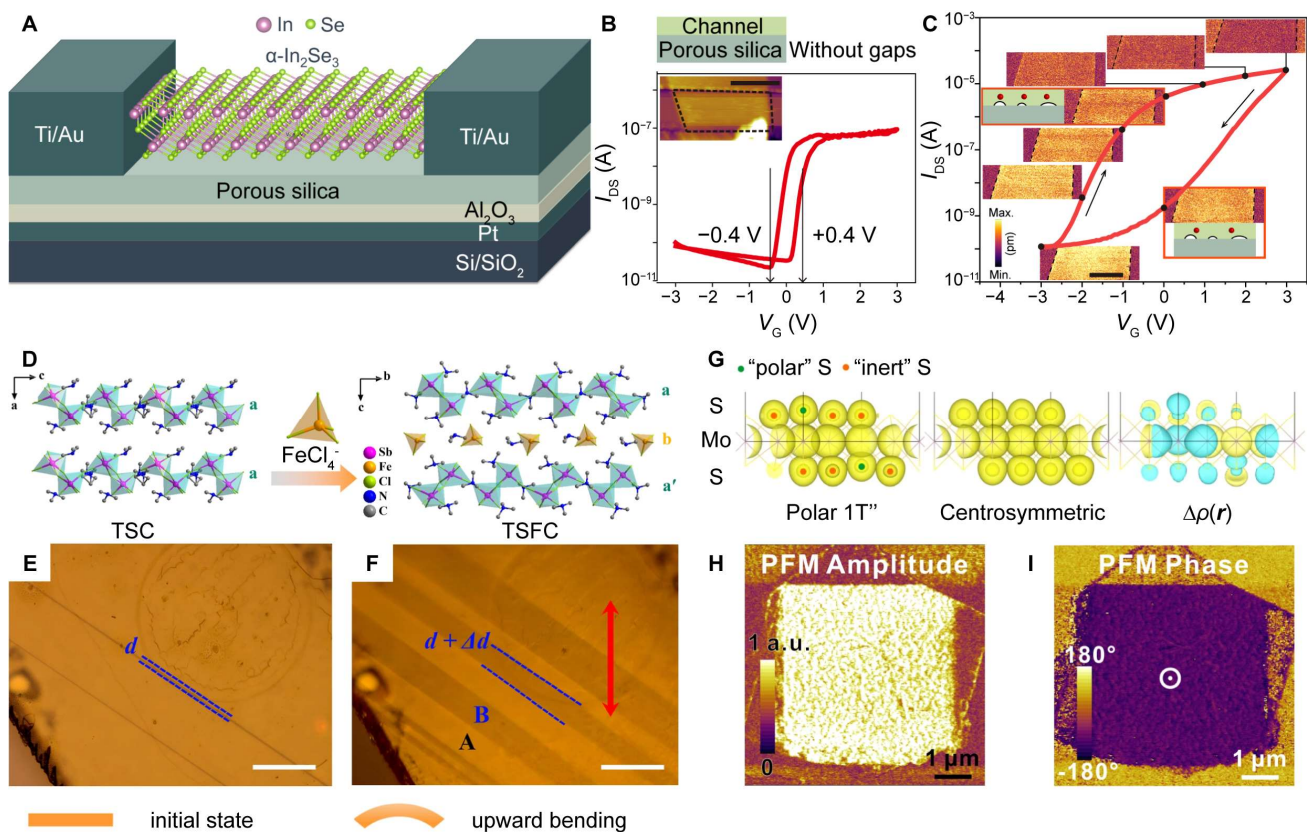 A
In Se
α-In₂Se₃
Ti/Au
Ti/Au
Porous silica
Al₂O₃
Pt
Si/SiO₂
B
Channel
Porous silica Without gaps
10⁻⁷
10⁻⁹
10⁻¹¹
I_DS (A)
−0.4 V
+0.4 V
−3 −2 −1 0 1 2 3
V_G (V)
C
10⁻³
10⁻⁵
10⁻⁷
10⁻⁹
10⁻¹¹
I_DS (A)
Max.
(pm)
Min.
−4 −3 −2 −1 0 1 2 3
V_G (V)
D
c
a
a
a
TSC
FeCl₄⁻
Sb
Fe
Cl
N
C
b
c
a
b
a′
TSFC
G
"polar" S "inert" S
S
Mo
S
Polar 1T’’
Centrosymmetric
Δρ(r)
E
d
F
d + Δd
B
A
H
PFM Amplitude
1 a.u.
0
1 μm
I
PFM Phase
180°
-180°
1 μm
initial state
upward bending